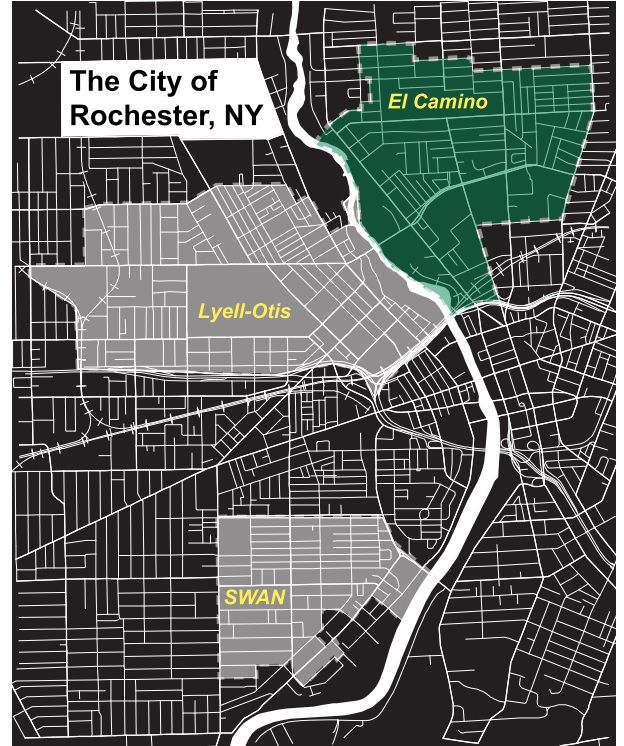 The City of
Rochester, NY
El Camino
Lyell-Otis
SWAN